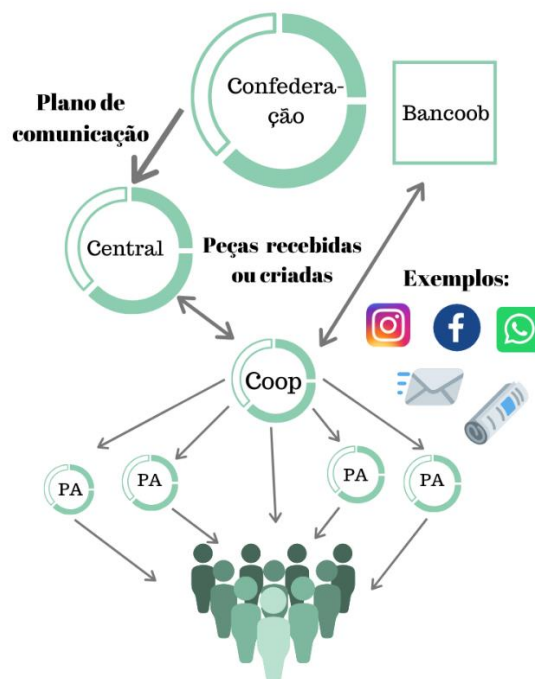 Confedera-
ção
Bancoob
Plano de
comunicação
Central
Peças recebidas
ou criadas
Exemplos:
Coop
PA
PA
PA
PA